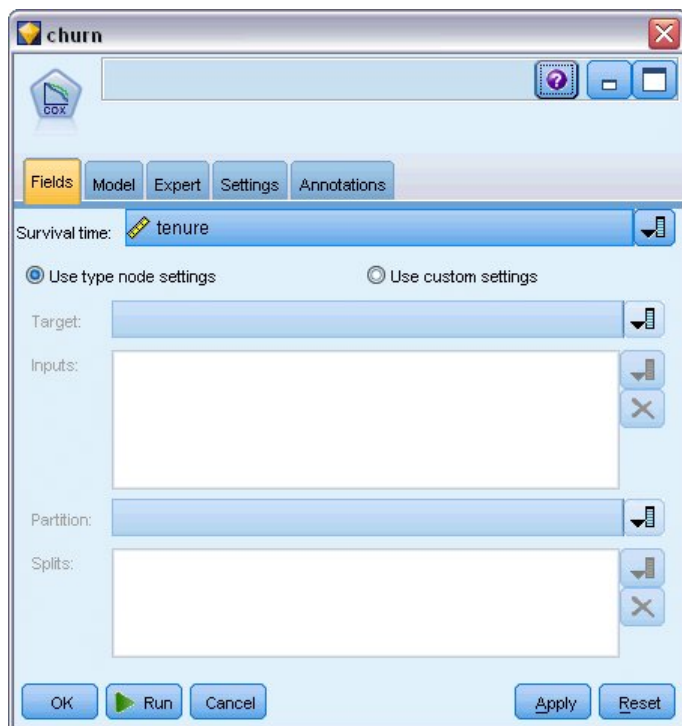 churn
COX
Fields Model Expert Settings Annotations
Survival time: tenure
Use type node settings Use custom settings
Target:
Inputs:
Partition:
Splits:
OK Run Cancel Apply Reset